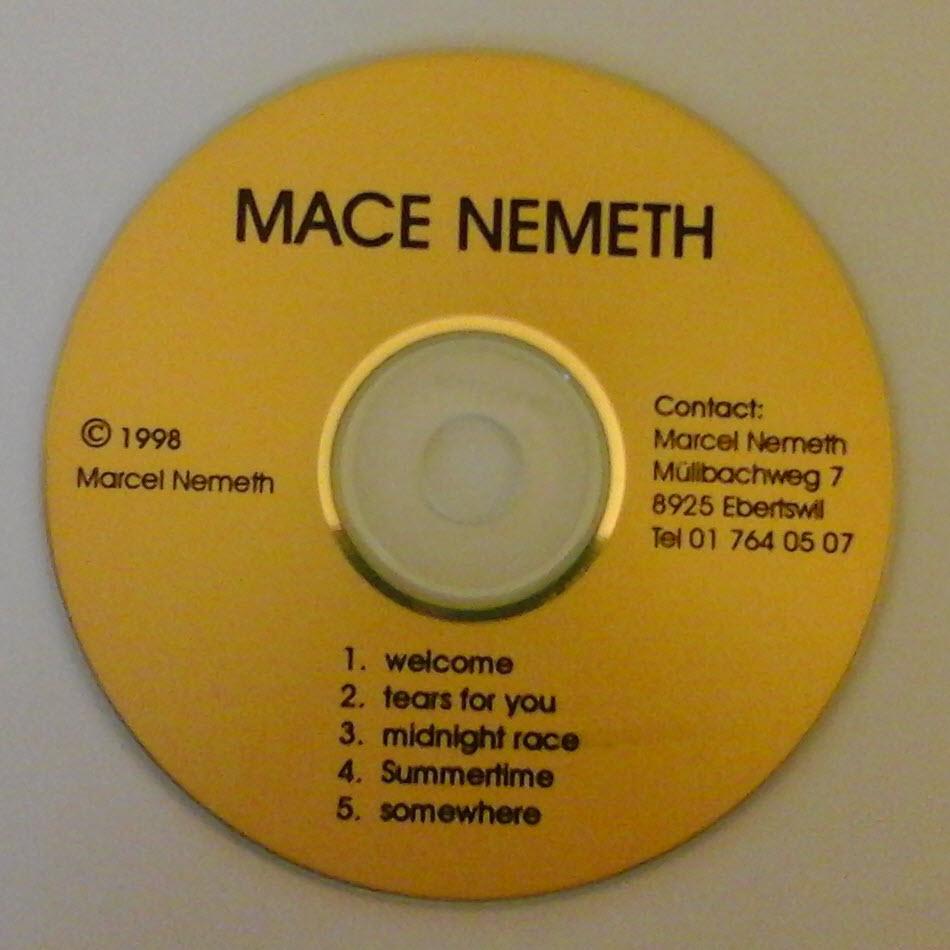 MACE NEMETH
© 1998
Marcel Nemeth
Contact:
Marcel Nemeth
Müllbachweg 7
8925 Ebertswil
Tel 01 764 05 07
1. welcome
2. tears for you
3. midnight race
4. Summertime
5. somewhere